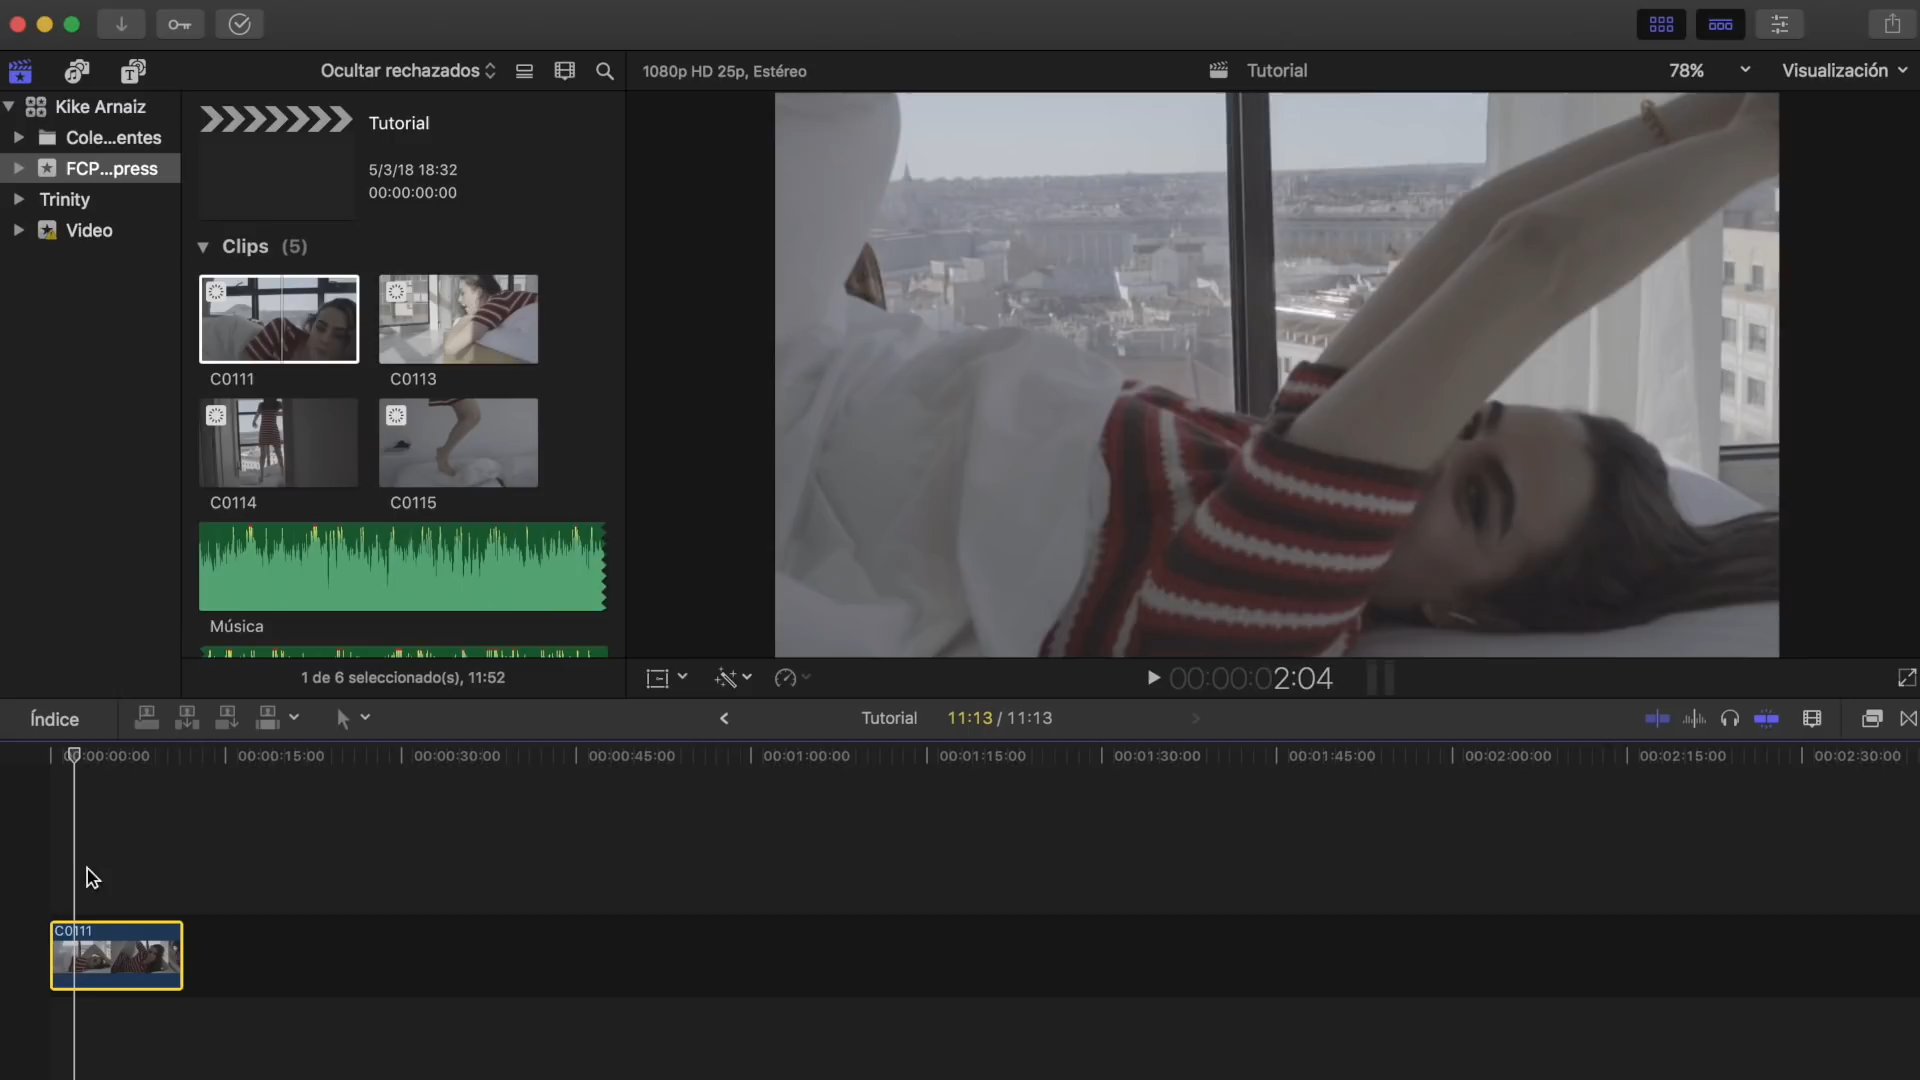 Ocultar rechazados
1080p HD 25p, Estéreo
Tutorial
78%
Visualización
Kike Arnaiz
Cole...entes
FCP...press
Trinity
Video
Tutorial
5/3/18 18:32
00:00:00:00
Clips (5)
C0111
C0113
C0114
C0115
Música
1 de 6 seleccionado(s), 11:52
00:00:02:04
Índice
Tutorial
11:13 / 11:13
00:00:00:00
00:00:15:00
00:00:30:00
00:00:45:00
00:01:00:00
00:01:15:00
00:01:30:00
00:01:45:00
00:02:00:00
00:02:15:00
00:02:30:00
C0111